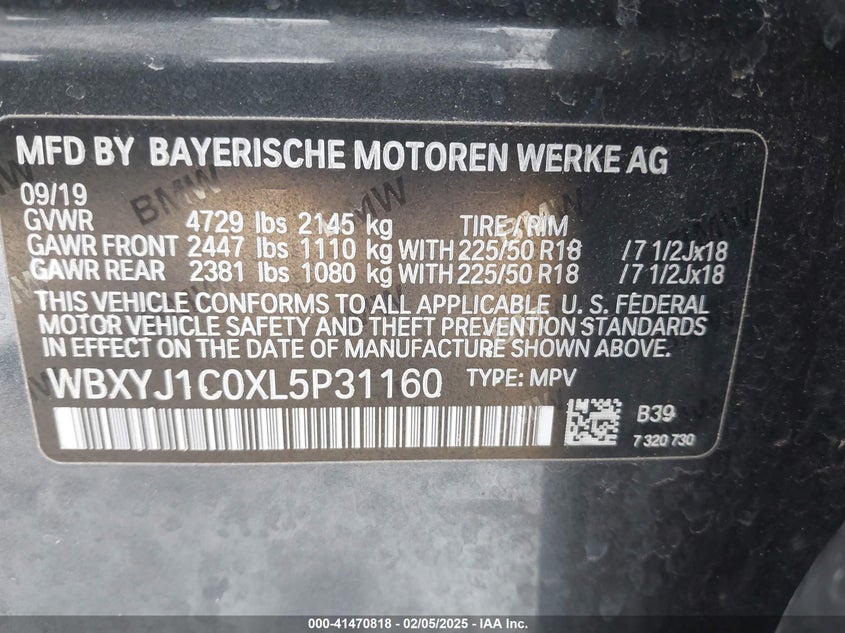 MFD BY BAYERISCHE MOTOREN WERKE AG
09/19
GVWR 4729 lbs 2145 kg TIRE / RIM
GAWR FRONT 2447 lbs 1110 kg WITH 225/50 R18 /7 1/2Jx18
GAWR REAR 2381 lbs 1080 kg WITH 225/50 R18 /7 1/2Jx18
THIS VEHICLE CONFORMS TO ALL APPLICABLE U. S. FEDERAL
MOTOR VEHICLE SAFETY AND THEFT PREVENTION STANDARDS
IN EFFECT ON THE DATE OF MANUFACTURE SHOWN ABOVE.
WBXYJ1C0XL5P31160 TYPE: MPV
B39
7 320 730
BMW
BMW
BMW
000-41470818 - 02/05/2025 - IAA Inc.